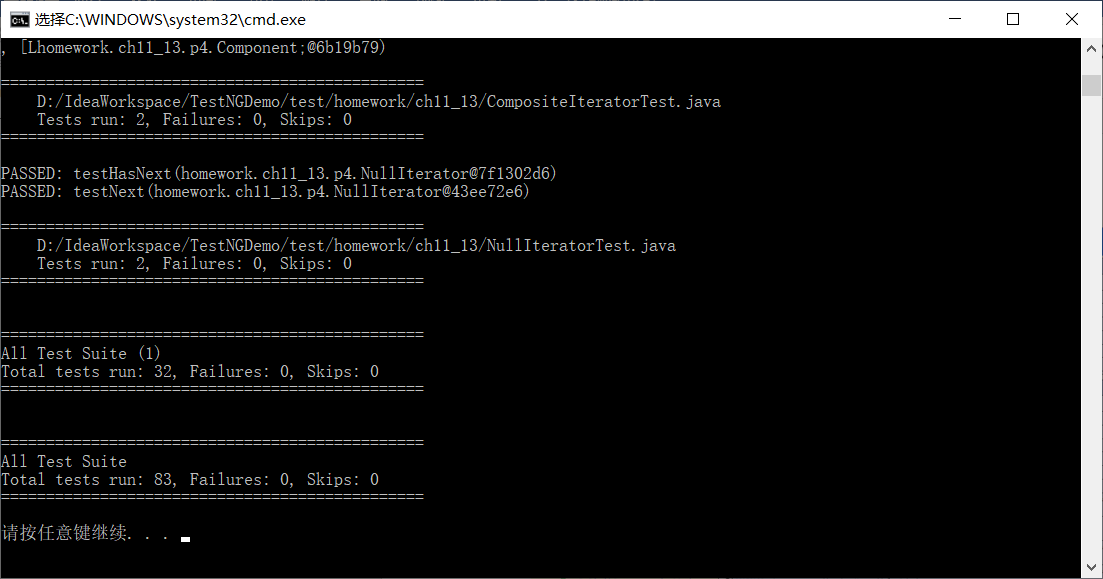 选择C:\WINDOWS\system32\cmd.exe
, [Lhomework.ch11_13.p4.Component;@6b19b79)
===============================================
    D:/IdeaWorkspace/TestNGDemo/test/homework/ch11_13/CompositeIteratorTest.java
    Tests run: 2, Failures: 0, Skips: 0
===============================================
PASSED: testHasNext(homework.ch11_13.p4.NullIterator@7f1302d6)
PASSED: testNext(homework.ch11_13.p4.NullIterator@43ee72e6)
===============================================
    D:/IdeaWorkspace/TestNGDemo/test/homework/ch11_13/NullIteratorTest.java
    Tests run: 2, Failures: 0, Skips: 0
===============================================
===============================================
All Test Suite (1)
Total tests run: 32, Failures: 0, Skips: 0
===============================================
===============================================
All Test Suite
Total tests run: 83, Failures: 0, Skips: 0
===============================================
请按任意键继续. . .